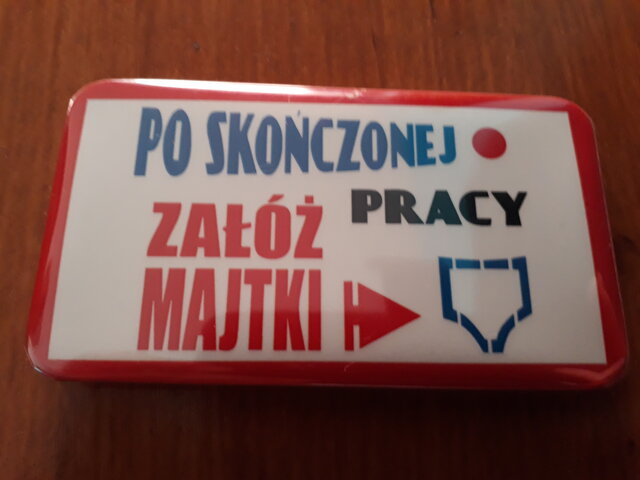 PO SKOŃCZONEJ
PRACY
ZAŁÓŻ
MAJTKI